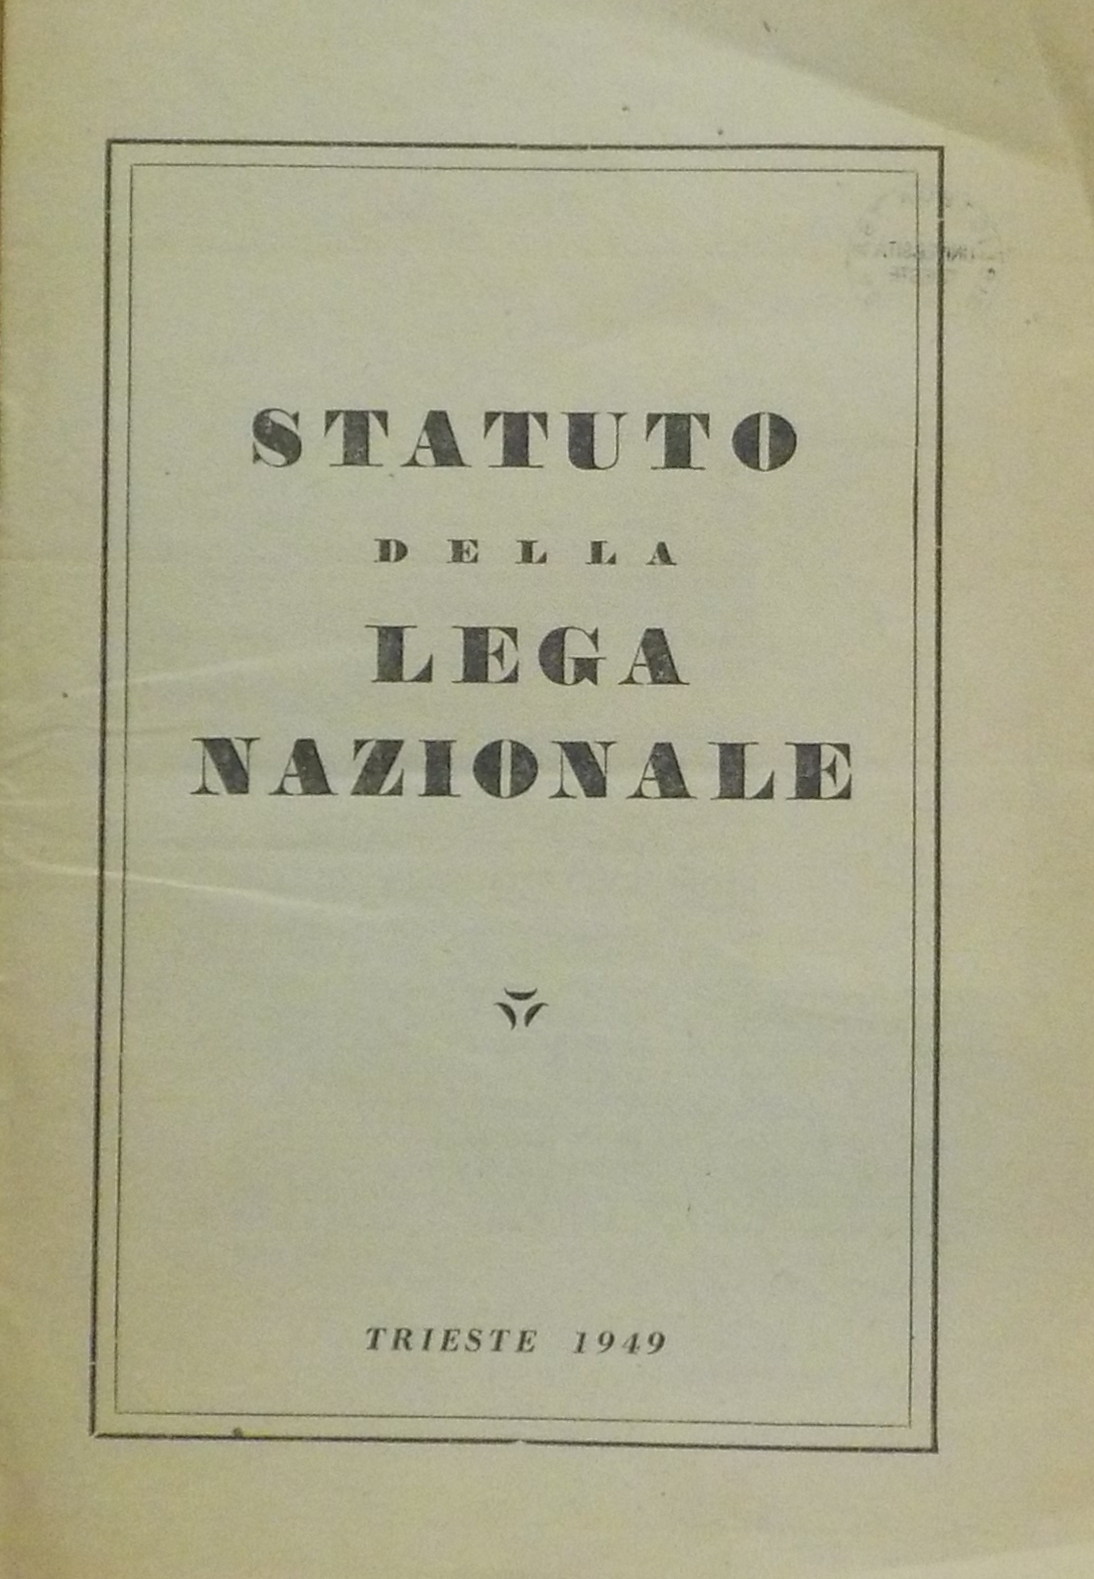 STATUTO
DELLA
LEGA
NAZIONALE
TRIESTE 1949